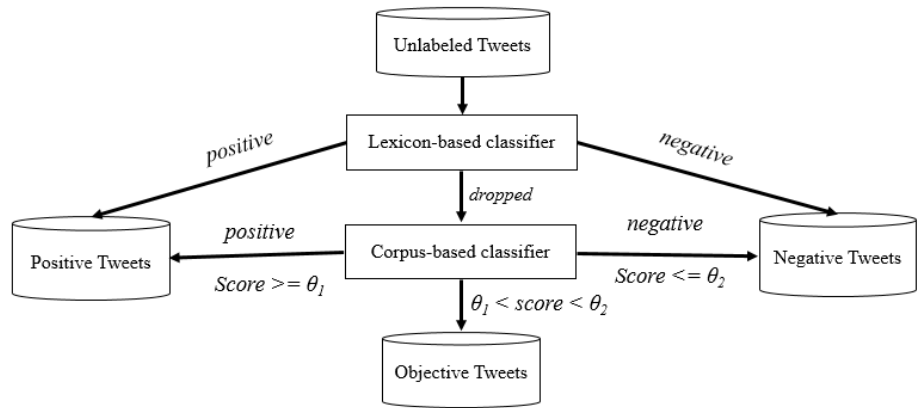 Unlabeled Tweets
Lexicon-based classifier
positive
negative
dropped
positive
negative
Positive Tweets
Corpus-based classifier
Negative Tweets
Score >= θ1
Score <= θ2
θ1 < score < θ2
Objective Tweets